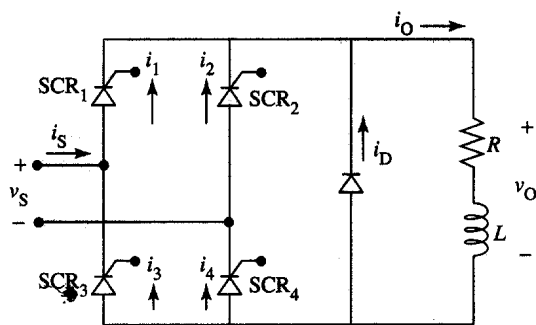 i_O
SCR_1
i_1
i_2
SCR_2
i_S
+
v_S
−
i_D
R
L
+
v_O
−
SCR_3
i_3
i_4
SCR_4